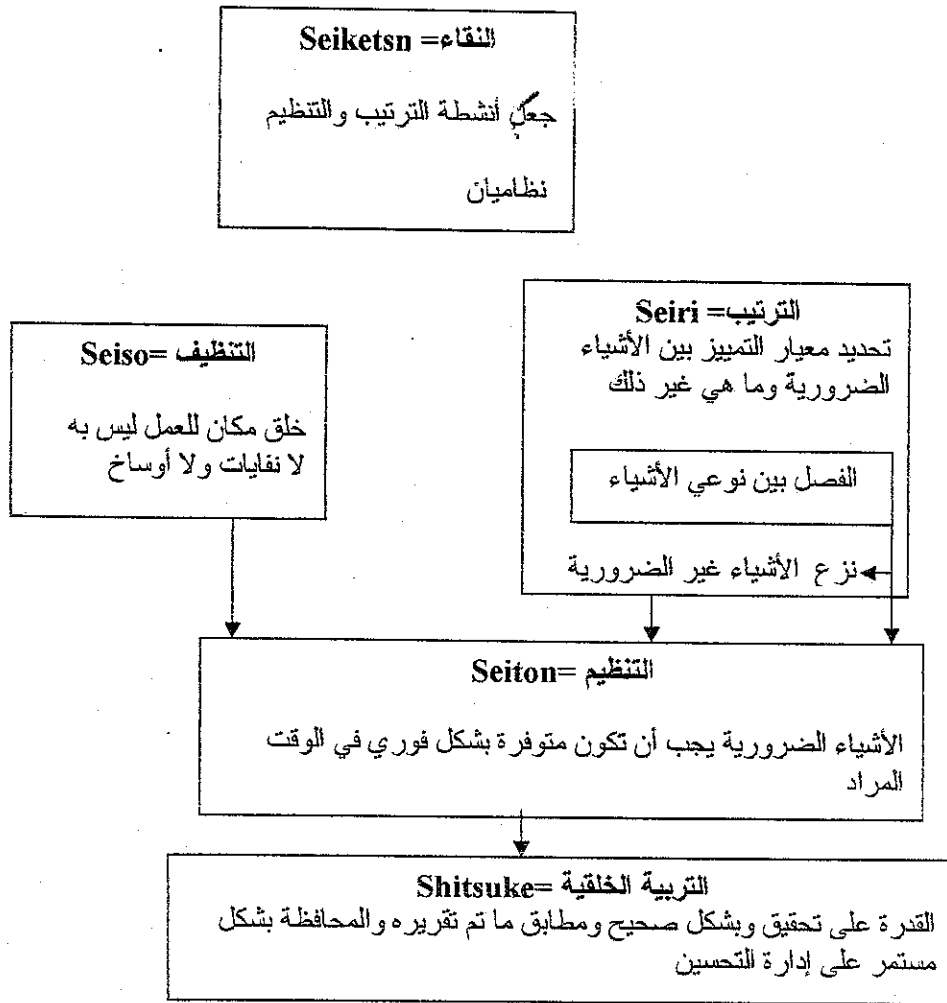 النقاء= Seiketsn
جعل أنشطة الترتيب والتنظيم
نظاميان
الترتيب= Seiri
تحديد معيار التمييز بين الأشياء
الضرورية وما هي غير ذلك
الفصل بين نوعي الأشياء
نزع الأشياء غير الضرورية
التنظيف =Seiso
خلق مكان للعمل ليس به
لا نفايات ولا أوساخ
التنظيم =Seiton
الأشياء الضرورية يجب أن تكون متوفرة بشكل فوري في الوقت
المراد
التربية الخلقية =Shitsuke
القدرة على تحقيق وبشكل صحيح ومطابق ما تم تقريره والمحافظة بشكل
مستمر على إدارة التحسين